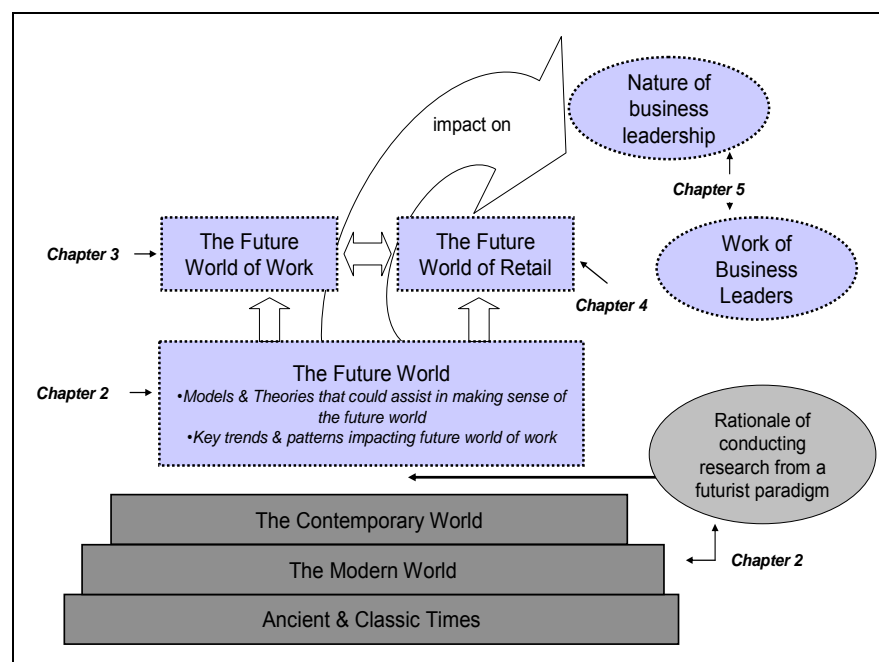 impact on
Nature of
business
leadership
Chapter 5
Work of
Business
Leaders
Chapter 3
The Future
World of Work
The Future
World of Retail
Chapter 4
Chapter 2
The Future World
•Models & Theories that could assist in making sense of
the future world
•Key trends & patterns impacting future world of work
Rationale of
conducting
research from a
futurist paradigm
The Contemporary World
The Modern World
Chapter 2
Ancient & Classic Times